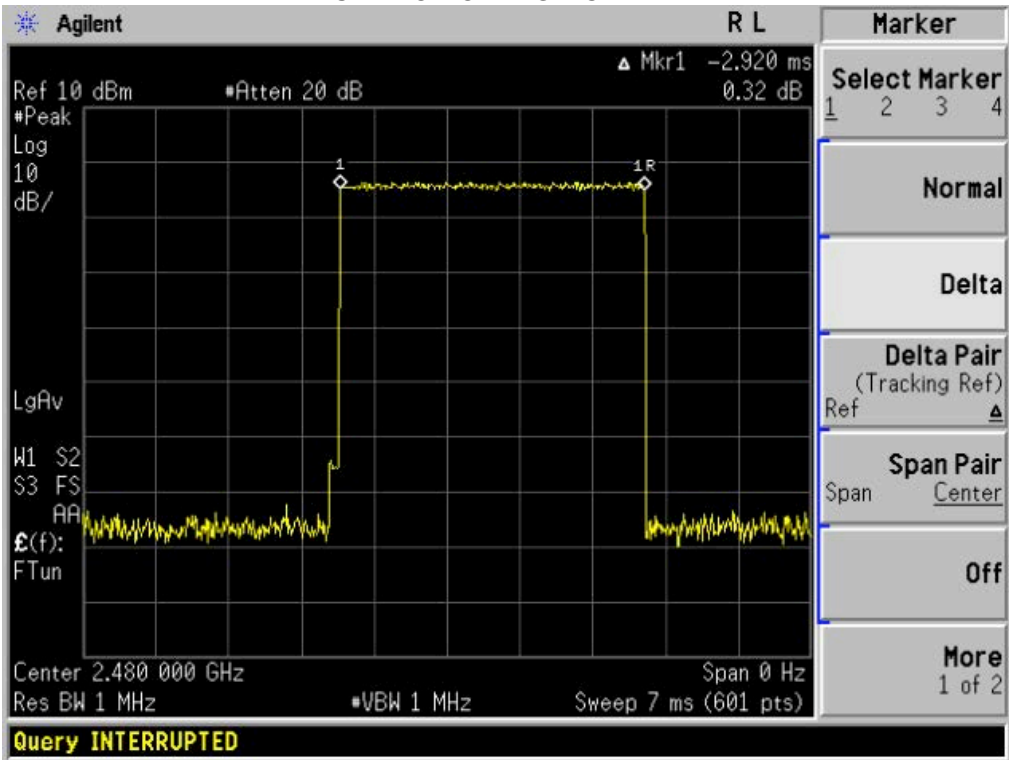 Agilent R L Marker
Δ Mkr1 -2.920 ms
Ref 10 dBm #Atten 20 dB 0.32 dB
#Peak
Log
10
dB/
1
1R
LgAv
W1 S2
S3 FS
AA
£(f):
FTun
Center 2.480 000 GHz Span 0 Hz
Res BW 1 MHz #VBW 1 MHz Sweep 7 ms (601 pts)
Query INTERRUPTED
Select Marker
1 2 3 4
Normal
Delta
Delta Pair
(Tracking Ref)
Ref Δ
Span Pair
Span Center
Off
More
1 of 2